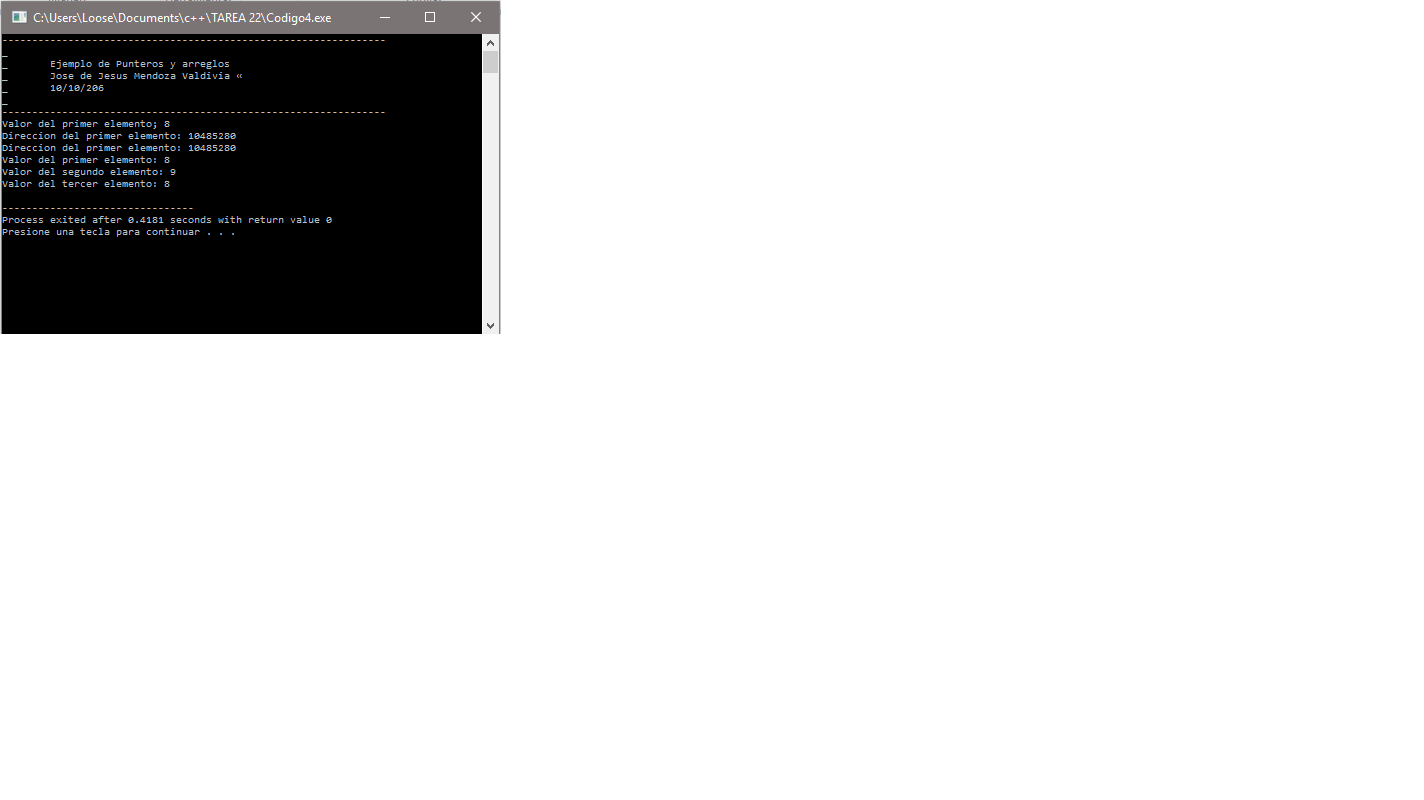 C:\Users\Loose\Documents\c++\TAREA 22\Codigo4.exe
----------------------------------------------------------------
_
_       Ejemplo de Punteros y arreglos
_       Jose de Jesus Mendoza Valdivia «
_       10/10/206
_
----------------------------------------------------------------
Valor del primer elemento; 8
Direccion del primer elemento: 10485280
Direccion del primer elemento: 10485280
Valor del primer elemento: 8
Valor del segundo elemento: 9
Valor del tercer elemento: 8
--------------------------------
Process exited after 0.4181 seconds with return value 0
Presione una tecla para continuar . . .